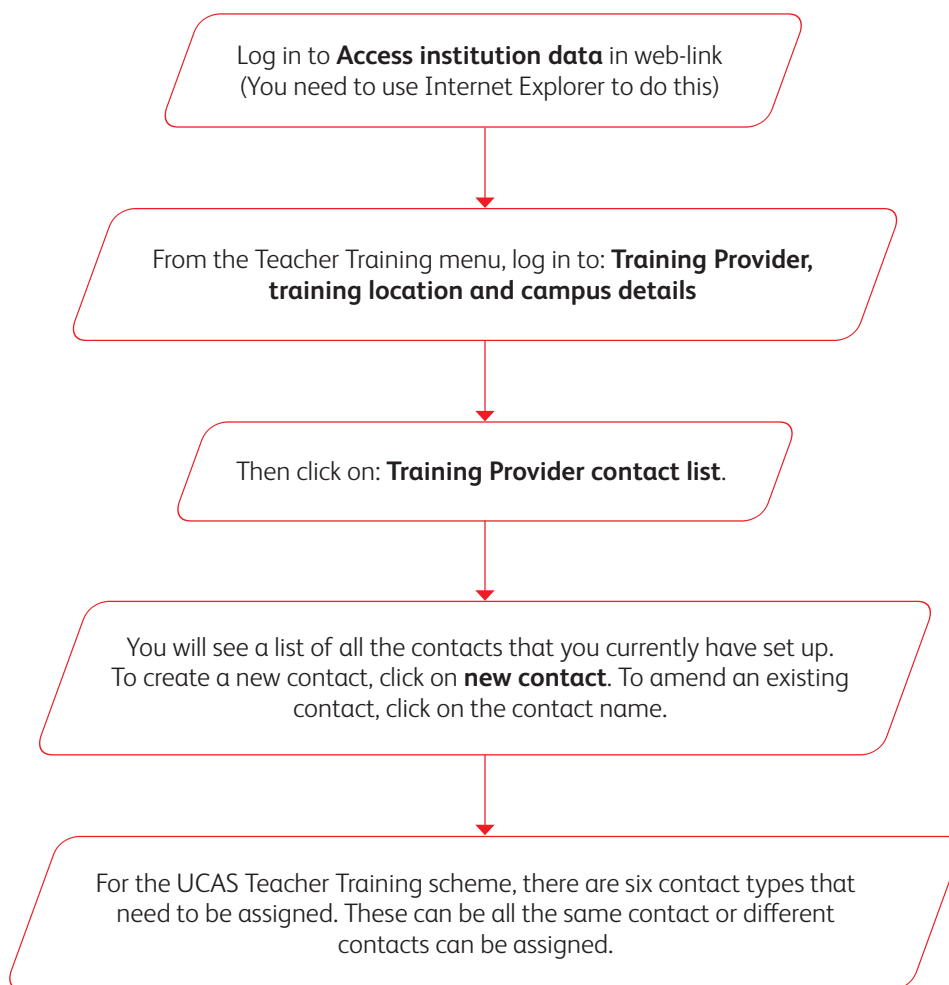 Log in to Access institution data in web-link
(You need to use Internet Explorer to do this)
From the Teacher Training menu, log in to: Training Provider,
training location and campus details
Then click on: Training Provider contact list.
You will see a list of all the contacts that you currently have set up.
To create a new contact, click on new contact. To amend an existing
contact, click on the contact name.
For the UCAS Teacher Training scheme, there are six contact types that
need to be assigned. These can be all the same contact or different
contacts can be assigned.